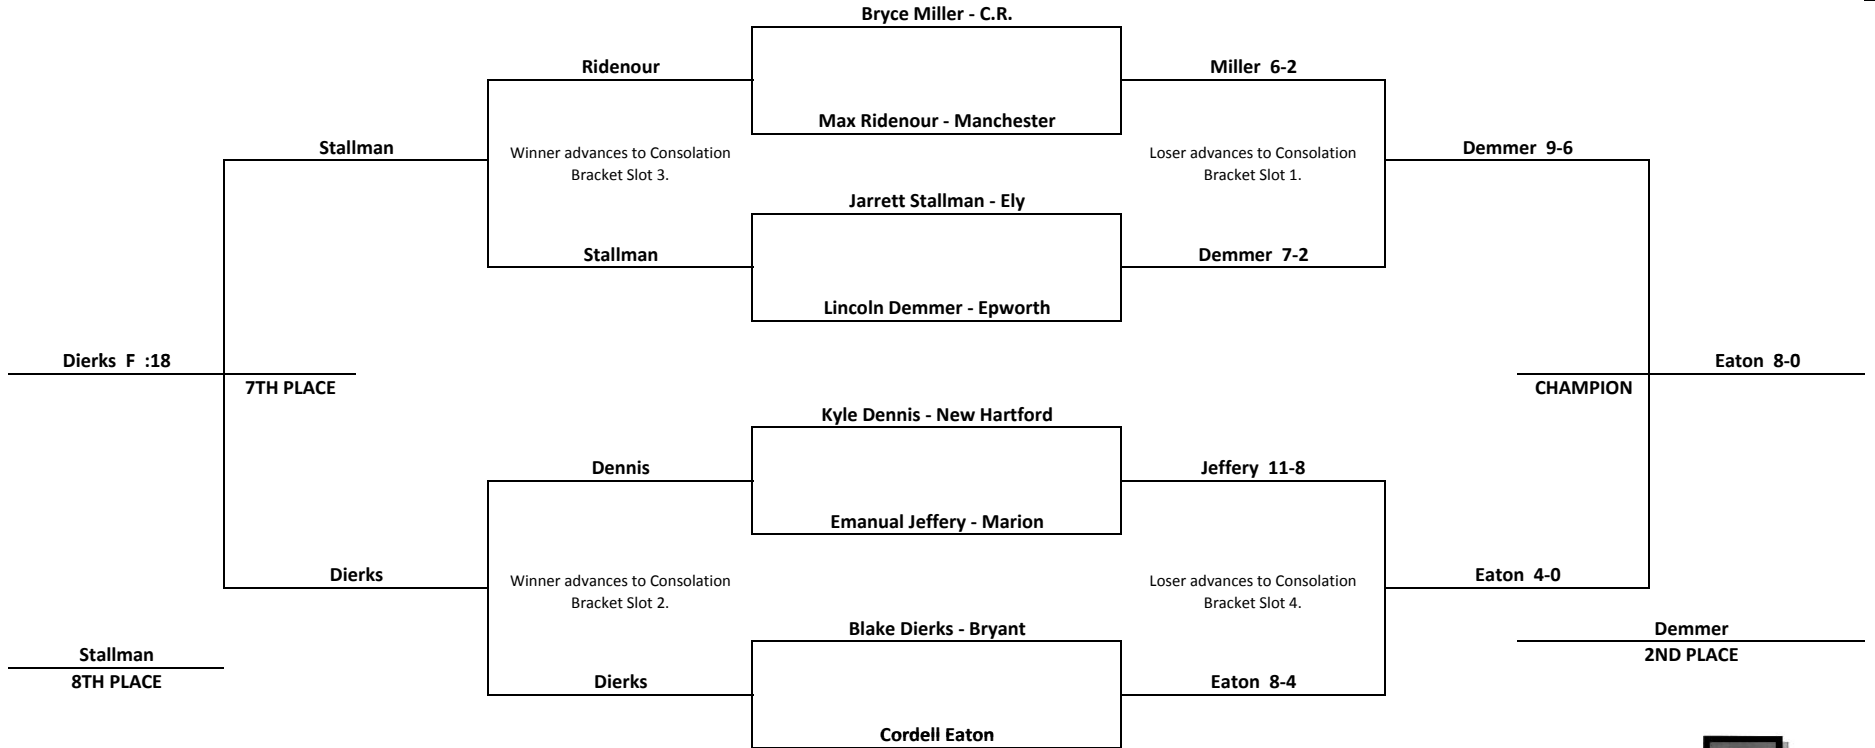 Bryce Miller - C.R.
Ridenour
Miller 6-2
Max Ridenour - Manchester
Stallman
Winner advances to Consolation
Bracket Slot 3.
Loser advances to Consolation
Bracket Slot 1.
Demmer 9-6
Jarrett Stallman - Ely
Stallman
Demmer 7-2
Lincoln Demmer - Epworth
Dierks F :18
7TH PLACE
Eaton 8-0
CHAMPION
Kyle Dennis - New Hartford
Dennis
Jeffery 11-8
Emanual Jeffery - Marion
Dierks
Winner advances to Consolation
Bracket Slot 2.
Loser advances to Consolation
Bracket Slot 4.
Eaton 4-0
Blake Dierks - Bryant
Stallman
8TH PLACE
Demmer
2ND PLACE
Dierks
Eaton 8-4
Cordell Eaton